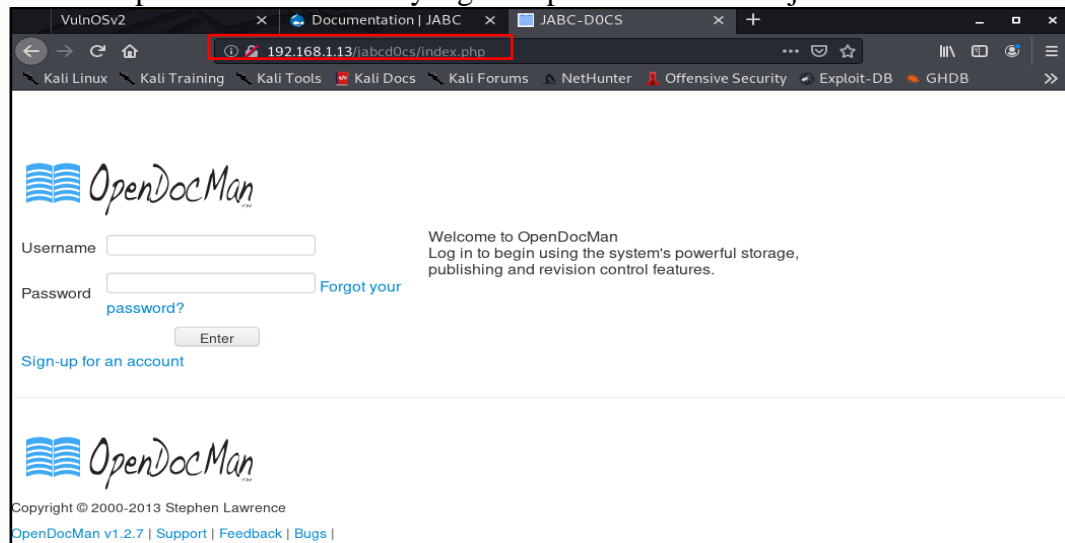 VulnOSv2 × Documentation | JABC × JABC-D0CS × +
192.168.1.13/jabcd0cs/index.php
Kali Linux Kali Training Kali Tools Kali Docs Kali Forums NetHunter Offensive Security Exploit-DB GHDB »
OpenDocMan
Username
Welcome to OpenDocMan
Log in to begin using the system's powerful storage,
publishing and revision control features.
Password Forgot your
password?
Enter
Sign-up for an account
OpenDocMan
Copyright © 2000-2013 Stephen Lawrence
OpenDocMan v1.2.7 | Support | Feedback | Bugs |